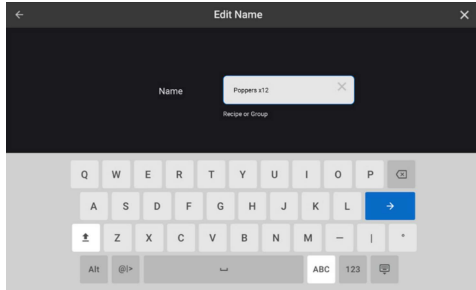 Edit Name
Name
Poppers x12
Recipe or Group
Q W E R T Y U I O P
A S D F G H J K L
Z X C V B N M – | °
Alt @|> ABC 123